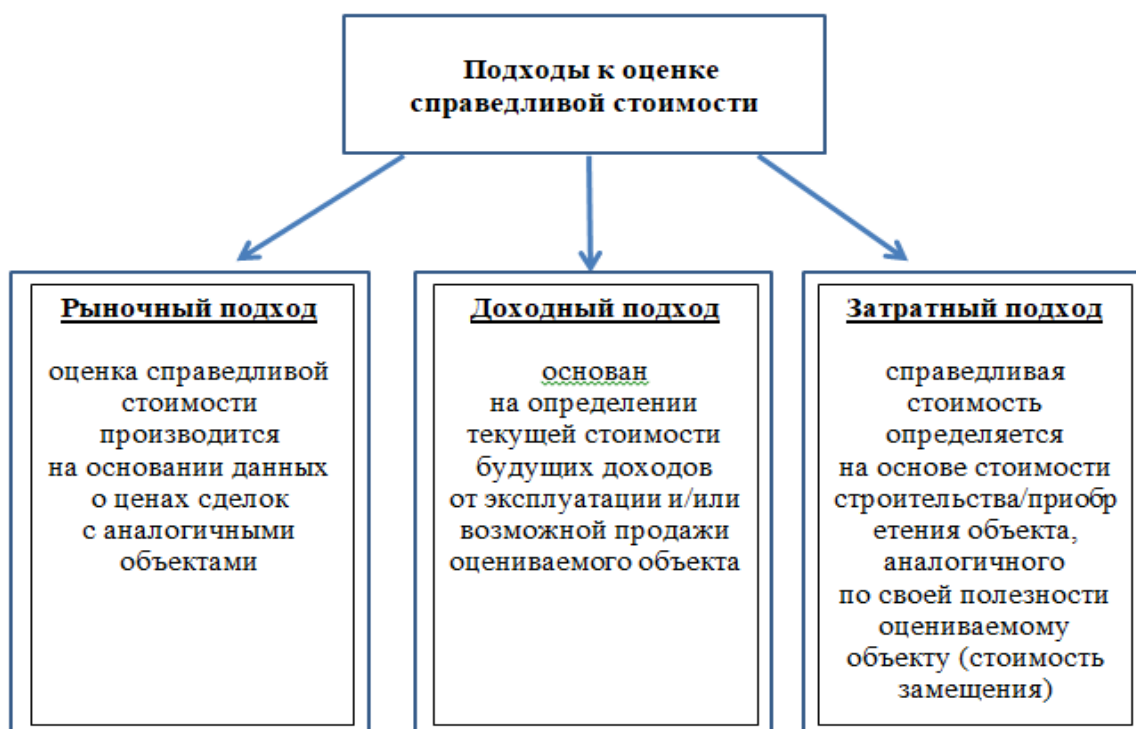 Подходы к оценке
справедливой стоимости
Рыночный подход
оценка справедливой
стоимости
производится
на основании данных
о ценах сделок
с аналогичными
объектами
Доходный подход
основан
на определении
текущей стоимости
будущих доходов
от эксплуатации и/или
возможной продажи
оцениваемого объекта
Затратный подход
справедливая
стоимость
определяется
на основе стоимости
строительства/приобр
етения объекта,
аналогичного
по своей полезности
оцениваемому
объекту (стоимость
замещения)